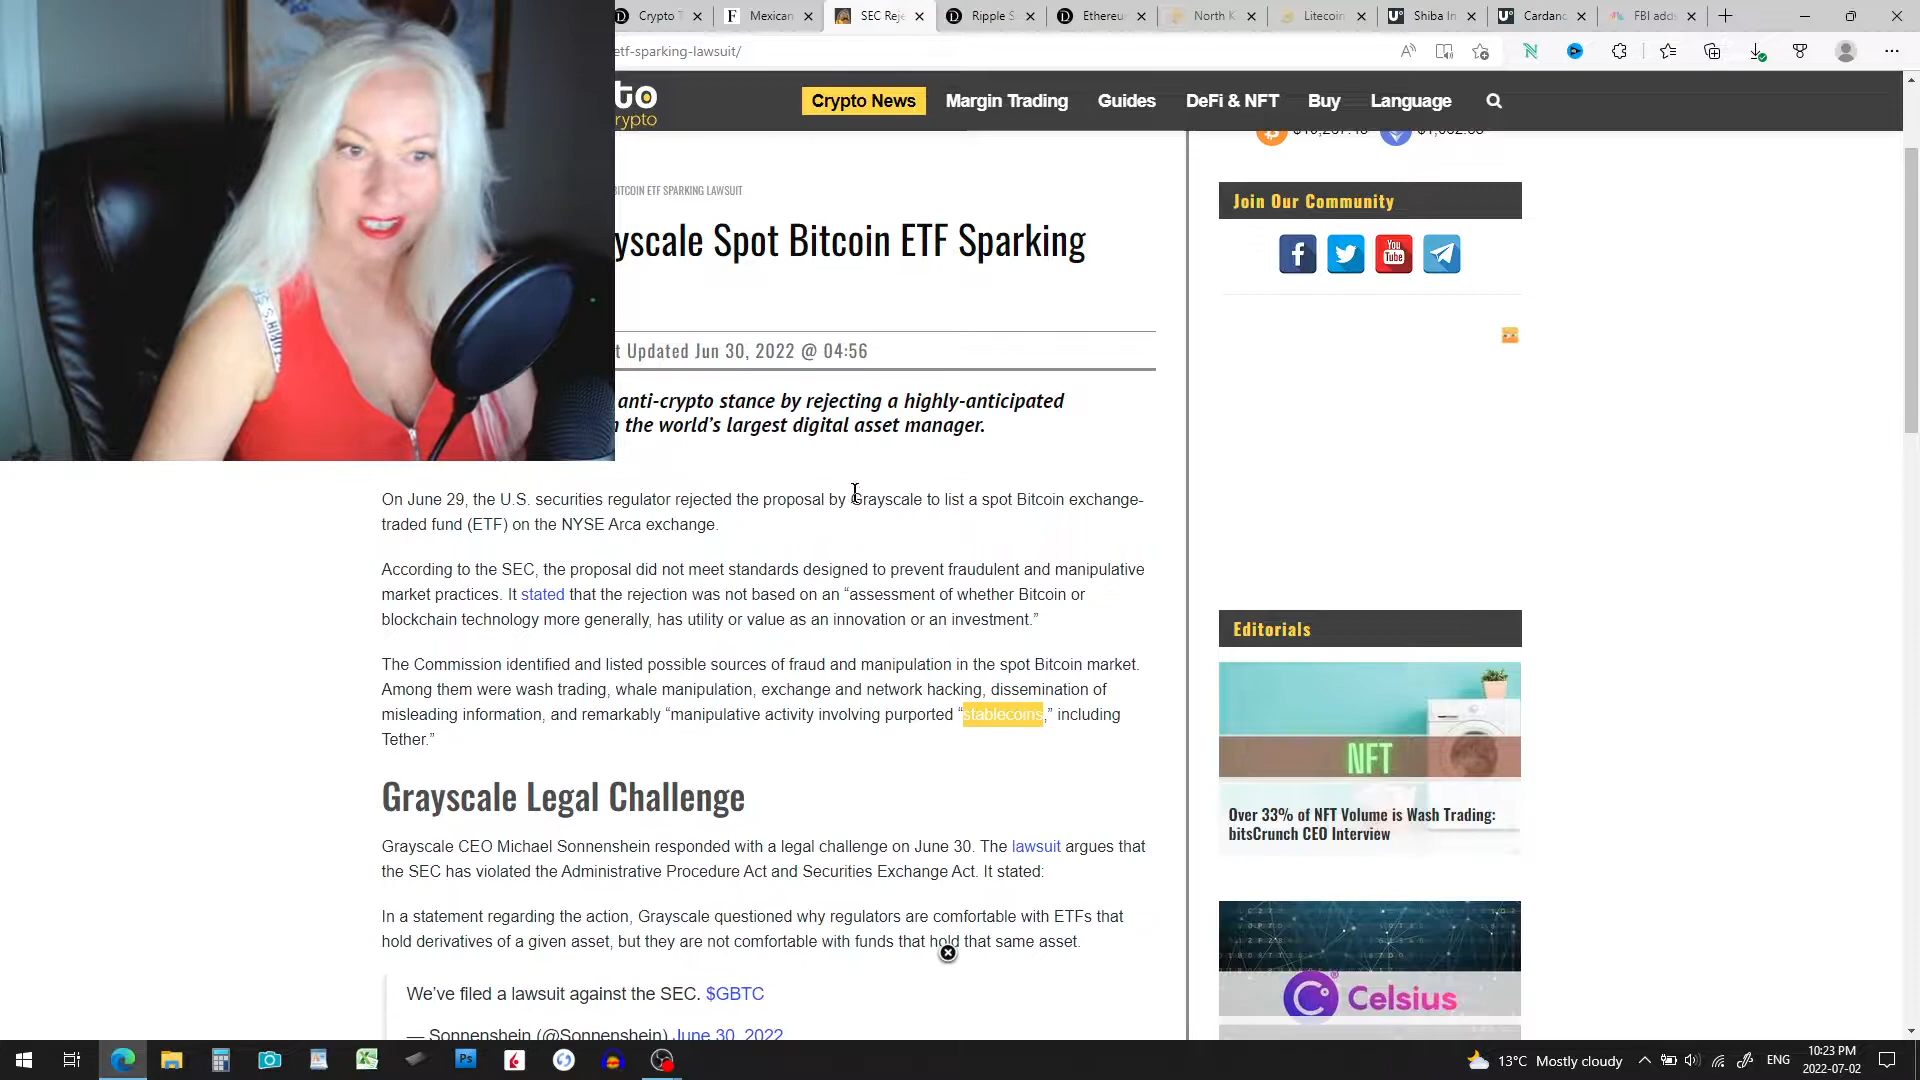 Crypto T
Mexican
SEC Reje
Ripple S
Ethereu
North K
Litecoin
Shiba In
Cardanc
FBI adds
etf-sparking-lawsuit/
to
rypto
Crypto News
Margin Trading
Guides
DeFi & NFT
Buy
Language
BITCOIN ETF SPARKING LAWSUIT
yscale Spot Bitcoin ETF Sparking
t Updated Jun 30, 2022 @ 04:56
anti-crypto stance by rejecting a highly-anticipated
the world’s largest digital asset manager.
On June 29, the U.S. securities regulator rejected the proposal by Grayscale to list a spot Bitcoin exchange-
traded fund (ETF) on the NYSE Arca exchange.
According to the SEC, the proposal did not meet standards designed to prevent fraudulent and manipulative
market practices. It stated that the rejection was not based on an “assessment of whether Bitcoin or
blockchain technology more generally, has utility or value as an innovation or an investment.”
The Commission identified and listed possible sources of fraud and manipulation in the spot Bitcoin market.
Among them were wash trading, whale manipulation, exchange and network hacking, dissemination of
misleading information, and remarkably “manipulative activity involving purported “stablecoins,” including
Tether.”
Grayscale Legal Challenge
Grayscale CEO Michael Sonnenshein responded with a legal challenge on June 30. The lawsuit argues that
the SEC has violated the Administrative Procedure Act and Securities Exchange Act. It stated:
In a statement regarding the action, Grayscale questioned why regulators are comfortable with ETFs that
hold derivatives of a given asset, but they are not comfortable with funds that hold that same asset.
We’ve filed a lawsuit against the SEC. $GBTC
— Sonnenshein (@Sonnenshein) June 30, 2022
Join Our Community
You
Tube
Editorials
NFT
Over 33% of NFT Volume is Wash Trading:
bitsCrunch CEO Interview
Celsius
13°C Mostly cloudy
ENG
10:23 PM
2022-07-02